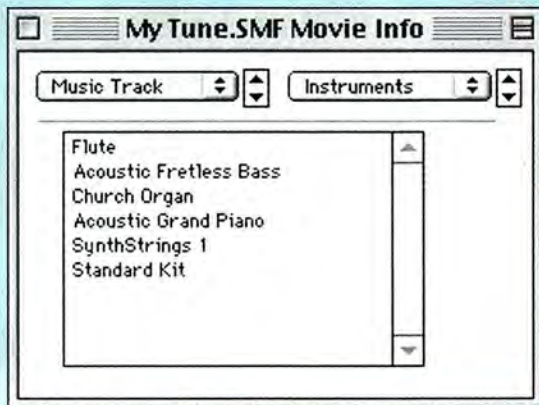 My Tune.SMF Movie Info
Music Track Instruments
Flute
Acoustic Fretless Bass
Church Organ
Acoustic Grand Piano
SynthStrings 1
Standard Kit